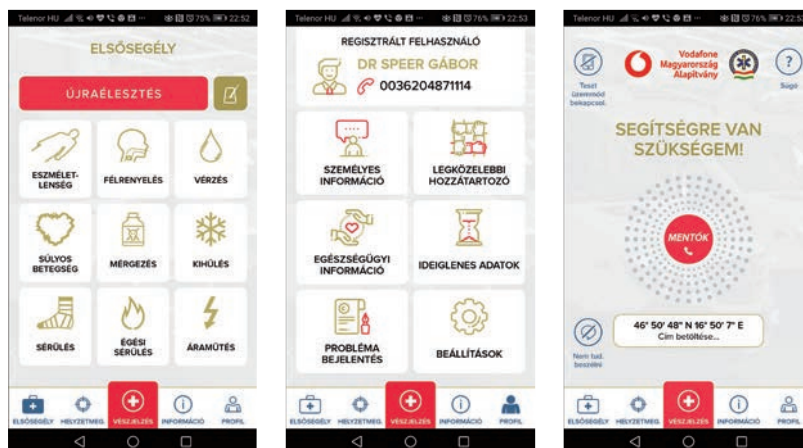 Telenor HU
75%
22:52
ELSŐSEGÉLY
ÚJRAÉLESZTÉS
ESZMÉLET-
LENSÉG
FÉLRENYELÉS
VÉRZÉS
SÚLYOS
BETEGSÉG
MÉRGEZÉS
KIHŰLÉS
SÉRÜLÉS
ÉGÉSI
SÉRÜLÉS
ÁRAMÜTÉS
ELSŐSEGÉLY HELYZETMEG. VÉSZJELZÉS INFORMÁCIÓ PROFIL
Telenor HU
76%
22:53
REGISZTRÁLT FELHASZNÁLÓ
DR SPEER GÁBOR
0036204871114
SZEMÉLYES
INFORMÁCIÓ
LEGKÖZELEBBI
HOZZÁTARTOZÓ
EGÉSZSÉGÜGYI
INFORMÁCIÓ
IDEIGLENES ADATOK
PROBLÉMA
BEJELENTÉS
BEÁLLÍTÁSOK
ELSŐSEGÉLY HELYZETMEG. VÉSZJELZÉS INFORMÁCIÓ PROFIL
Telenor HU
76%
Teszt
üzemmód
bekapcsol.
Vodafone
Magyarország
Alapítvány
?
Súgó
SEGÍTSÉGRE VAN
SZÜKSÉGEM!
MENTŐK
46° 50' 48" N 16° 50' 7" E
Cím betöltése...
Nem tud.
beszélni
ELSŐSEGÉLY HELYZETMEG. VÉSZJELZÉS INFORMÁCIÓ PROFIL